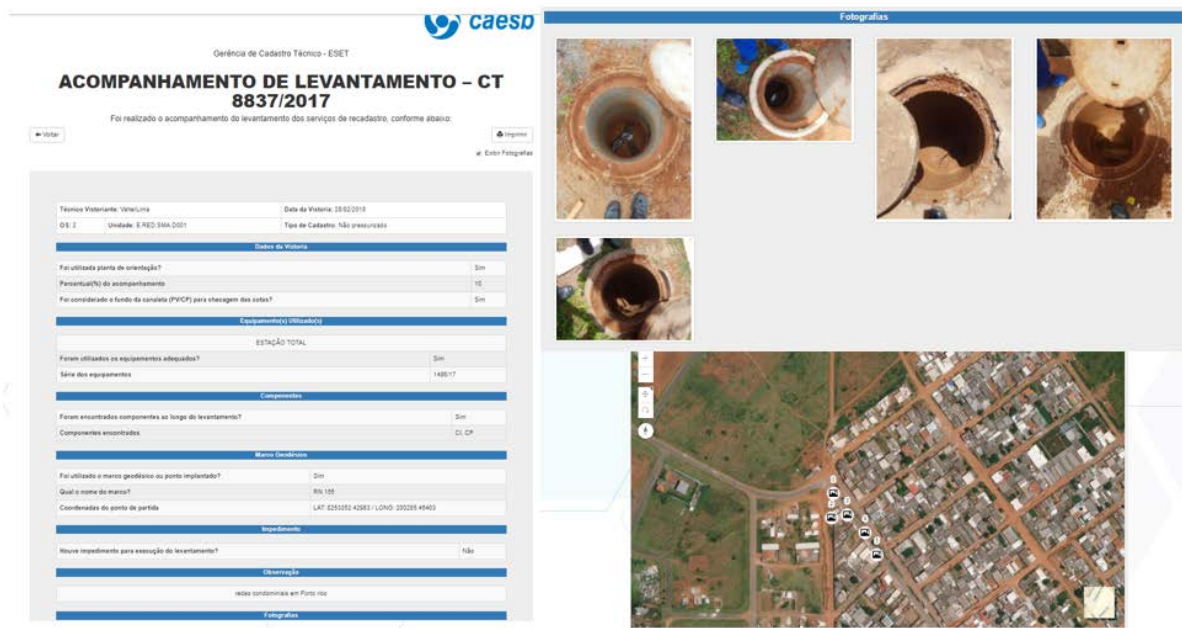 caesb
Gerência de Cadastro Técnico - ESET
ACOMPANHAMENTO DE LEVANTAMENTO – CT
8837/2017
Foi realizado o acompanhamento do levantamento dos serviços de recadastro, conforme abaixo:
Voltar
Imprimir
Exibir Fotografias
Técnico Vistoriante: Valter Lima
Data da Vistoria: 28/02/2018
OS: 2
Unidade: E.RED.SMA.D001
Tipo de Cadastro: Não pressurizado
Dados da Vistoria
Foi utilizada planta de orientação? Sim
Percentual(%) do acompanhamento 10
Foi considerado o fundo da canaleta (PV/CP) para checagem das cotas? Sim
Equipamento(s) Utilizado(s)
ESTAÇÃO TOTAL
Foram utilizados os equipamentos adequados? Sim
Série dos equipamentos
Componentes
Foram encontrados componentes ao longo do levantamento? Sim
Componentes encontrados CI, CP
Marco Geodésico
Foi utilizado o marco geodésico ou ponto implantado? Sim
Qual o nome do marco? RN 155
Coordenadas do ponto de partida
Impedimento
Houve impedimento para execução do levantamento? Não
Observação
redes condominiais em Porto rico
Fotografias
Fotografias